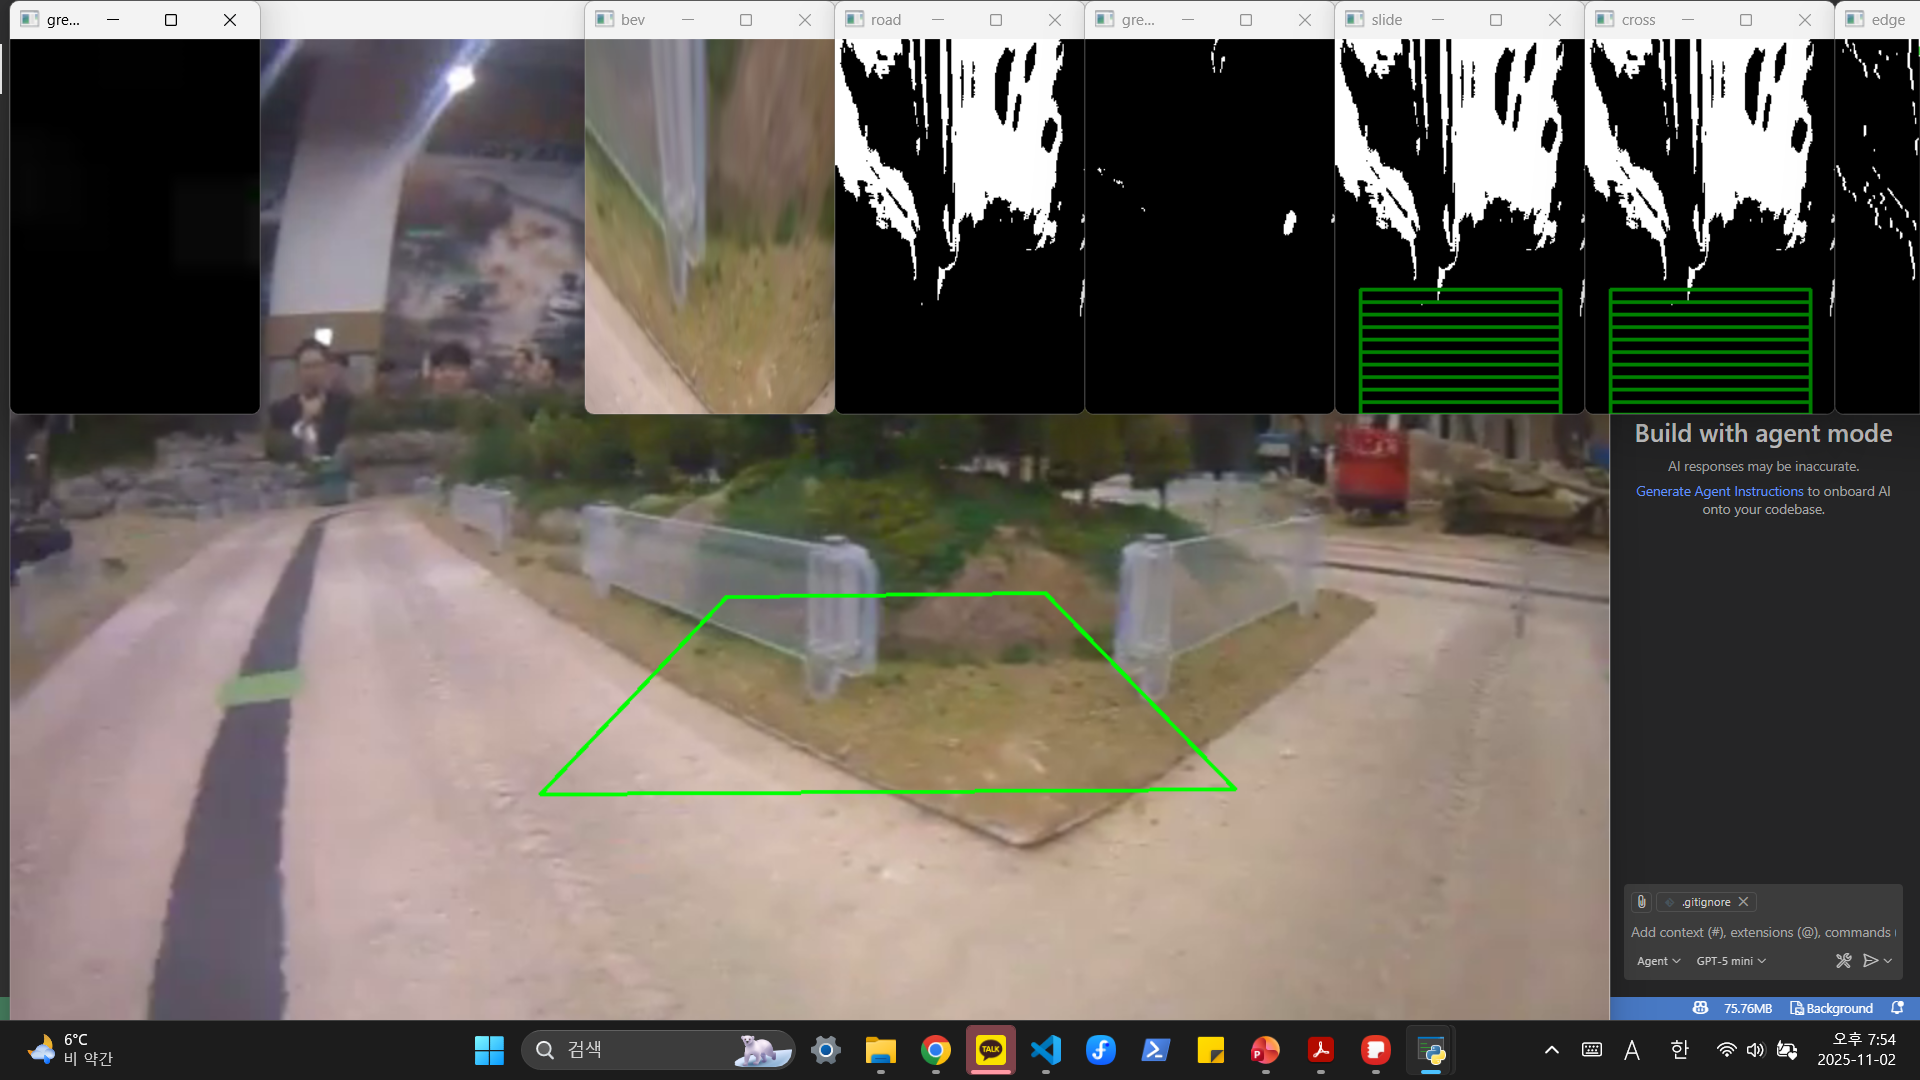 gre...
bev
road
gre...
slide
cross
edge
Build with agent mode
AI responses may be inaccurate.
Generate Agent Instructions to onboard AI
onto your codebase.
.gitignore
Add context (#), extensions (@), commands
Agent
GPT-5 mini
75.76MB
Background
6°C
비 약간
검색
TALK
A
한
오후 7:54
2025-11-02